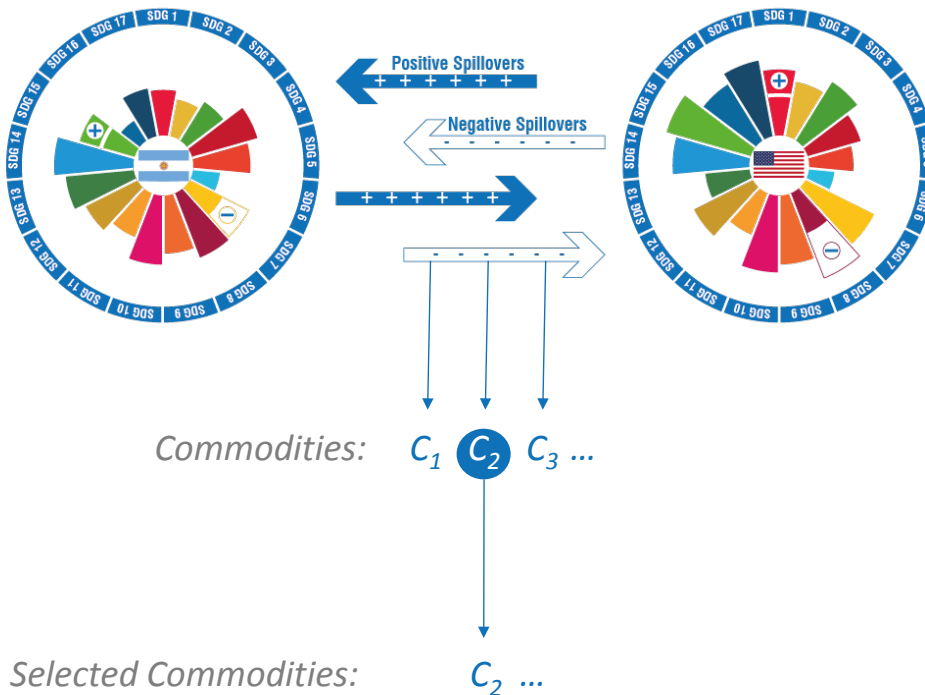 SDG 1
SDG 2
SDG 3
SDG 4
SDG 5
SDG 6
SDG 7
SDG 8
SDG 9
SDG 10
SDG 11
SDG 12
SDG 13
SDG 14
SDG 15
SDG 16
SDG 17
+
-
Positive Spillovers
+ + + + + +
Negative Spillovers
- - - - - -
+ + + + + +
- - - - - -
SDG 1
SDG 2
SDG 3
SDG 4
SDG 6
SDG 7
SDG 8
SDG 9
SDG 10
SDG 11
SDG 12
SDG 13
SDG 14
SDG 15
SDG 16
SDG 17
+
-
Commodities: C1 C2 C3 ...
Selected Commodities: C2 ...